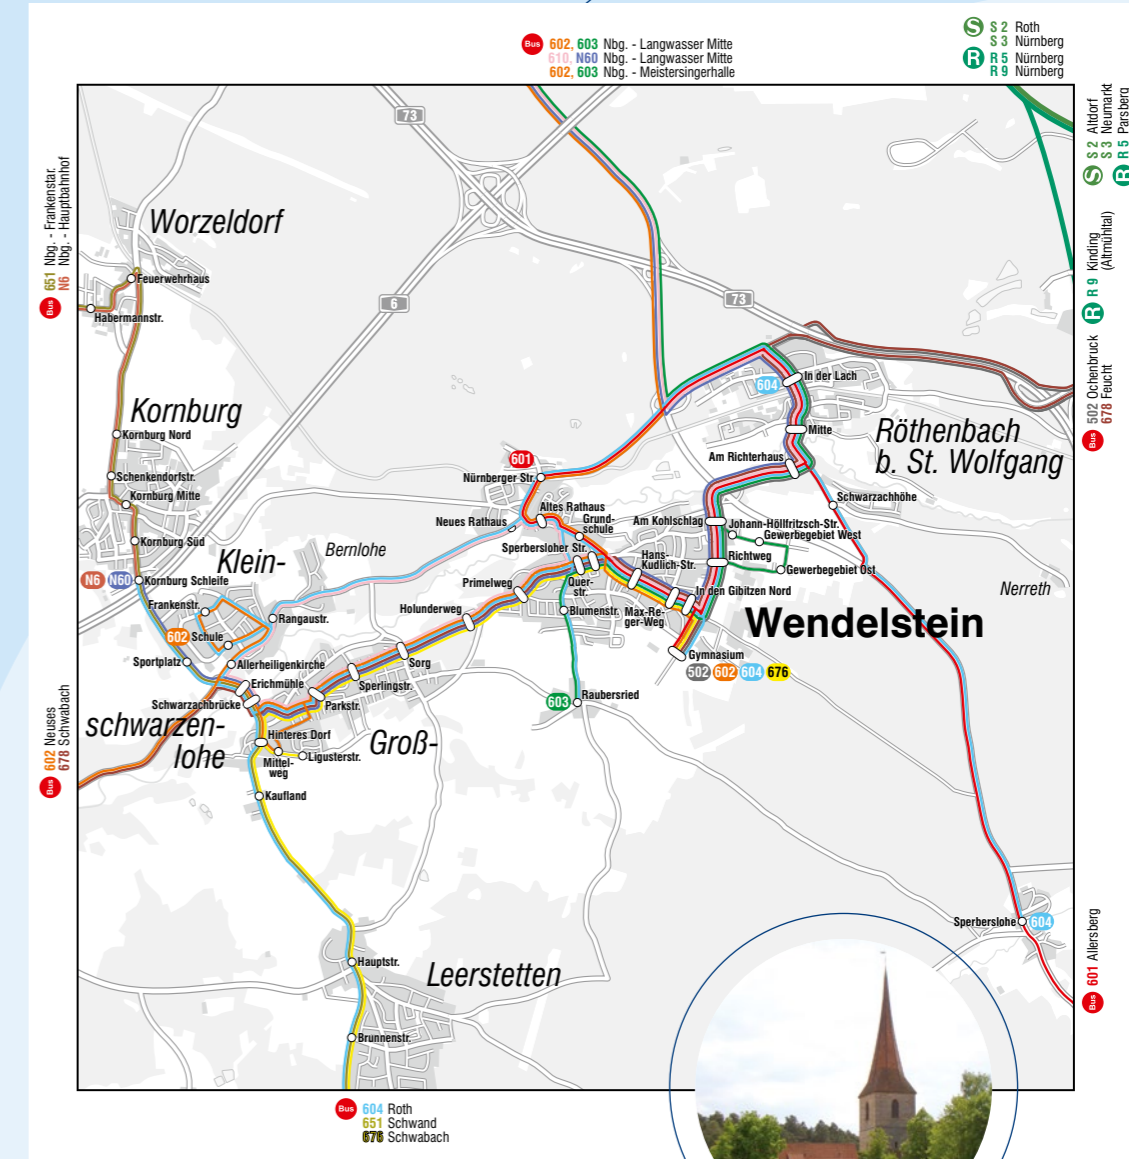 Bus 602, 603 Nbg. - Langwasser Mitte
610, N60 Nbg. - Langwasser Mitte
602, 603 Nbg. - Meistersingerhalle
S S 2 Roth
S 3 Nürnberg
R R 5 Nürnberg
R 9 Nürnberg
S S 2 Altdorf
S 3 Neumarkt
R R 5 Parsberg
R R 9 Kinding
(Altmühltal)
Bus 502 Ochenbruck
678 Feucht
Bus 601 Allersberg
Bus 651 Nbg. - Frankenstar.
N6 Nbg. - Hauptbahnhof
Bus 602 Neuses
678 Schwabach
73
6
73
Worzeldorf
Feuerwehrhaus
Habermannstr.
Kornburg
Kornburg Nord
Schenkendorfstr.
Kornburg Mitte
Kornburg Süd
N6 N60 Kornburg Schleife
Klein-
Bernlohe
Frankenstr.
602 Schule
Rangaustr.
Sportplatz
Allerheiligenkirche
Erichmühle
Schwarzachbrücke
schwarzen-
lohe
Groß-
Hinteres Dorf
Mittel-
weg
Ligusterstr.
Kaufland
Parkstr.
Sperlingstr.
Sorg
Holunderweg
Primelweg
601
Nürnberger Str.
Neues Rathaus
Altes Rathaus
Grund-
schule
Sperbersloher Str.
Quer-
str.
Blumenstr.
603 Raubersried
Hans-
Kudlich-Str.
Max-Re-
ger-Weg
In den Gibitzen Nord
Gymnasium
502 602 604 676
Wendelstein
604 In der Lach
Mitte
Am Richterhaus
Röthenbach
b. St. Wolfgang
Schwarzachhöhe
Am Kohlschlag
Johann-Höllfritzsch-Str.
Gewerbegebiet West
Richtweg
Gewerbegebiet Ost
Nerreth
Sperberslohe 604
Hauptstr.
Leerstetten
Brunnenstr.
Bus 604 Roth
651 Schwand
676 Schwabach